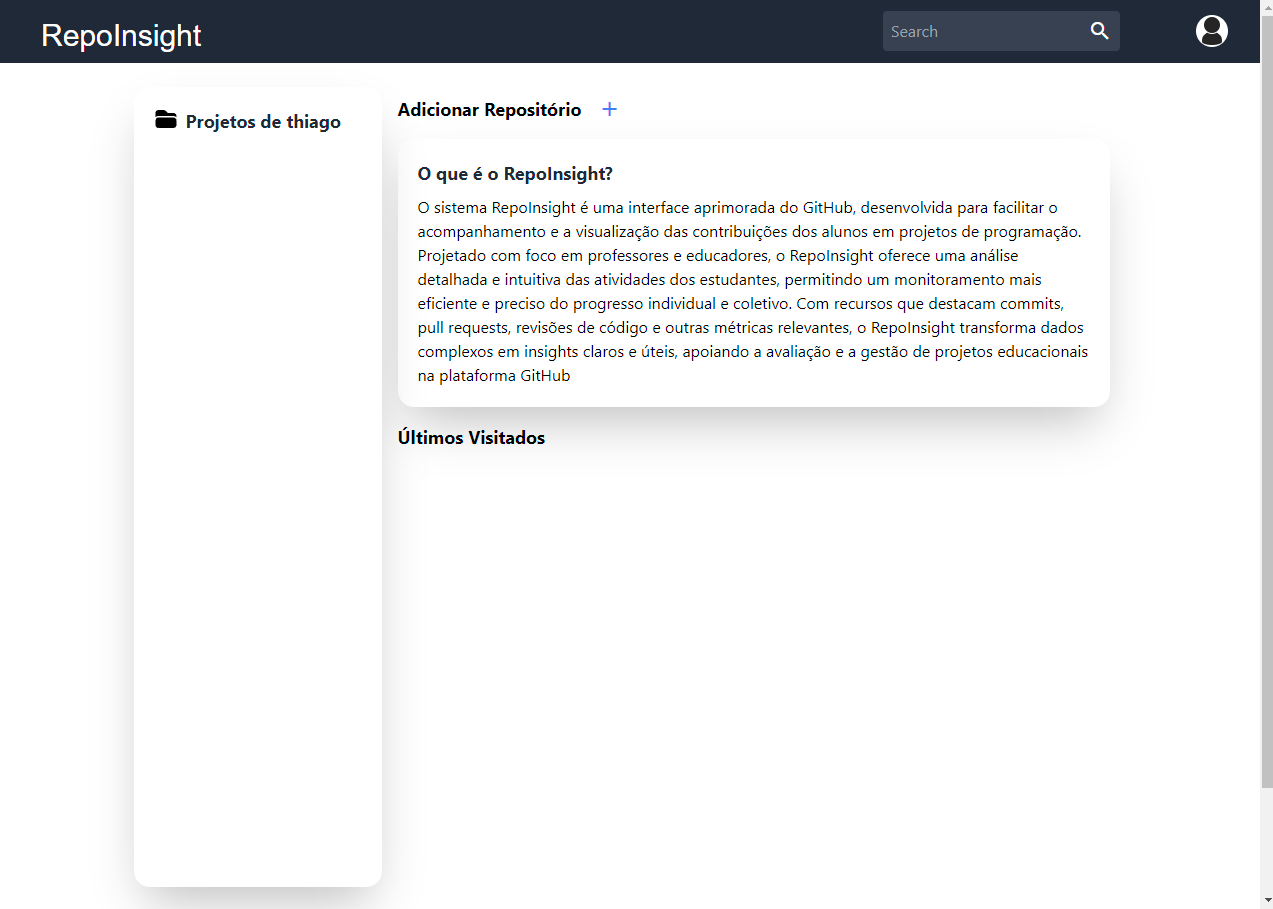 RepoInsight
Search
Projetos de thiago
Adicionar Repositório +
O que é o RepoInsight?
O sistema RepoInsight é uma interface aprimorada do GitHub, desenvolvida para facilitar o
acompanhamento e a visualização das contribuições dos alunos em projetos de programação.
Projetado com foco em professores e educadores, o RepoInsight oferece uma análise
detalhada e intuitiva das atividades dos estudantes, permitindo um monitoramento mais
eficiente e preciso do progresso individual e coletivo. Com recursos que destacam commits,
pull requests, revisões de código e outras métricas relevantes, o RepoInsight transforma dados
complexos em insights claros e úteis, apoiando a avaliação e a gestão de projetos educacionais
na plataforma GitHub
Últimos Visitados